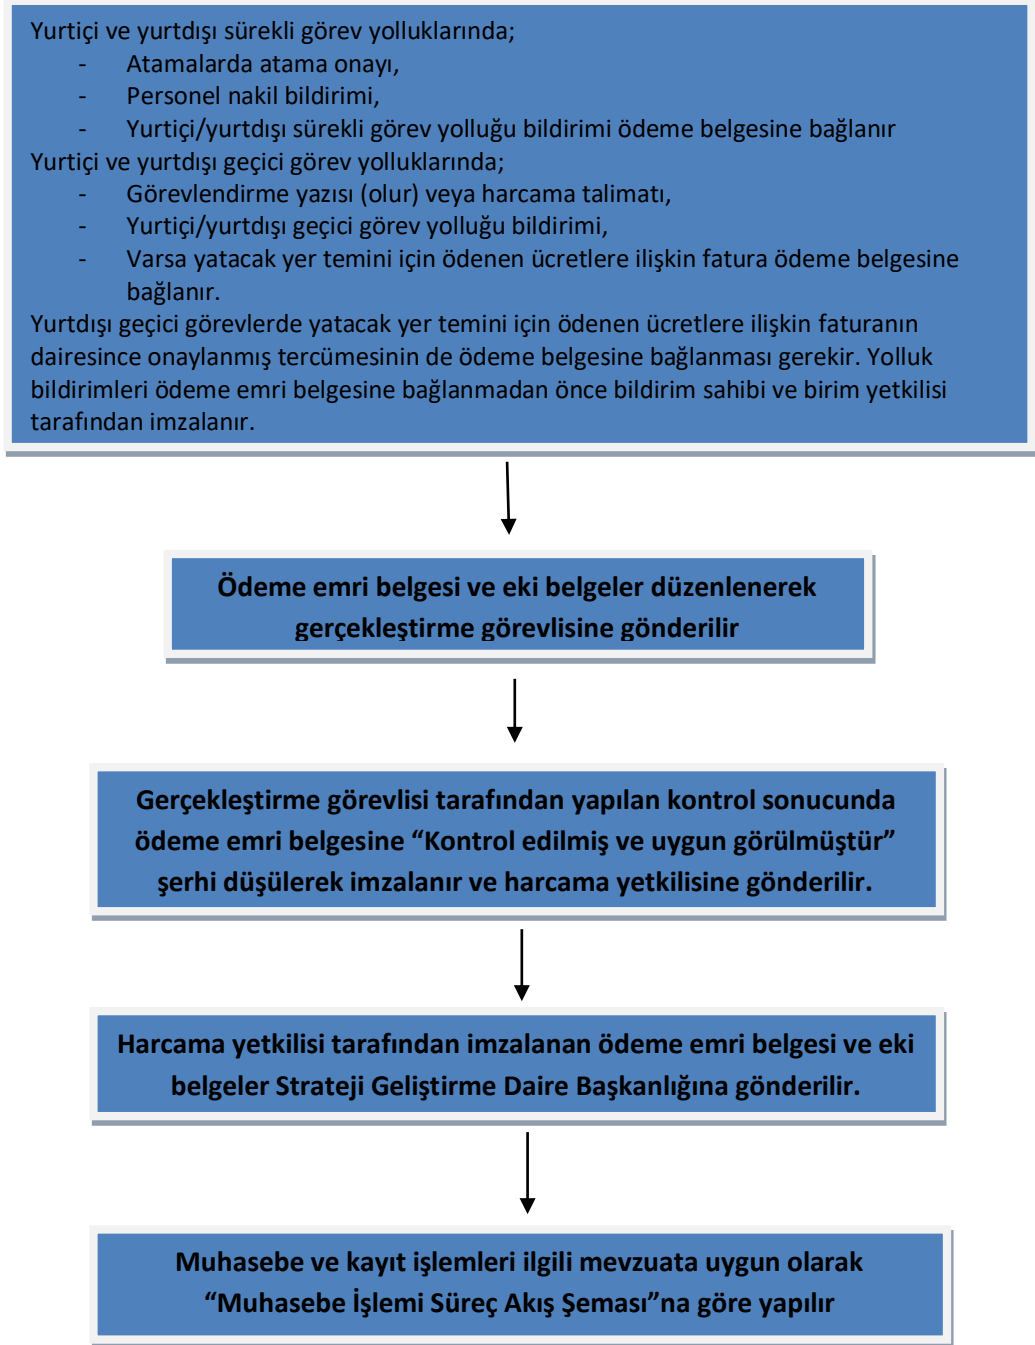 Yurtiçi ve yurtdışı sürekli görev yolluklarında;
- Atamalarda atama onayı,
- Personel nakil bildirimi,
- Yurtiçi/yurtdışı sürekli görev yolluğu bildirimi ödeme belgesine bağlanır
Yurtiçi ve yurtdışı geçici görev yolluklarında;
- Görevlendirme yazısı (olur) veya harcama talimatı,
- Yurtiçi/yurtdışı geçici görev yolluğu bildirimi,
- Varsa yatacak yer temini için ödenen ücretlere ilişkin fatura ödeme belgesine
bağlanır.
Yurtdışı geçici görevlerde yatacak yer temini için ödenen ücretlere ilişkin faturanın
dairesince onaylanmış tercümesinin de ödeme belgesine bağlanması gerekir. Yolluk
bildirimleri ödeme emri belgesine bağlanmadan önce bildirim sahibi ve birim yetkilisi
tarafından imzalanır.
Ödeme emri belgesi ve eki belgeler düzenlenerek
gerçekleştirme görevlisine gönderilir
Gerçekleştirme görevlisi tarafından yapılan kontrol sonucunda
ödeme emri belgesine “Kontrol edilmiş ve uygun görülmüştür”
şerhi düşülerek imzalanır ve harcama yetkilisine gönderilir.
Harcama yetkilisi tarafından imzalanan ödeme emri belgesi ve eki
belgeler Strateji Geliştirme Daire Başkanlığına gönderilir.
Muhasebe ve kayıt işlemleri ilgili mevzuata uygun olarak
“Muhasebe İşlemi Süreç Akış Şeması”na göre yapılır